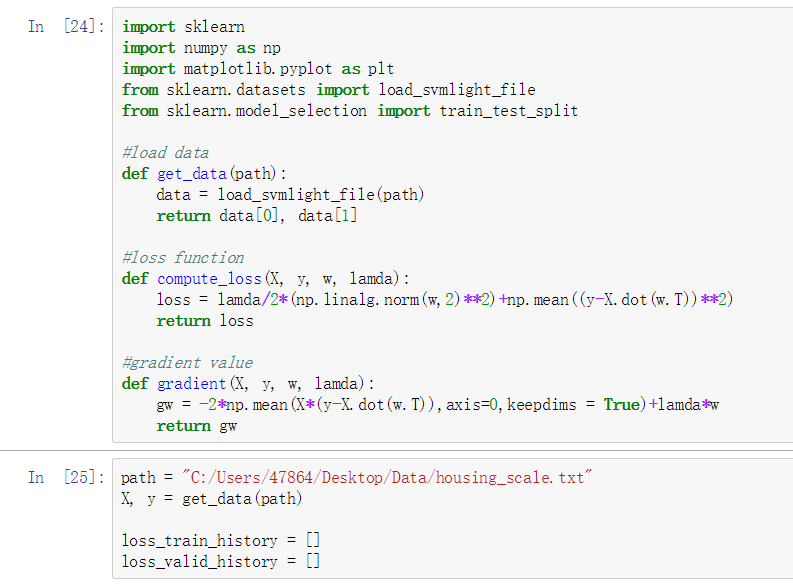 In [24]:
import sklearn
import numpy as np
import matplotlib.pyplot as plt
from sklearn.datasets import load_svmlight_file
from sklearn.model_selection import train_test_split
#load data
def get_data(path):
    data = load_svmlight_file(path)
    return data[0], data[1]
#loss function
def compute_loss(X, y, w, lamda):
    loss = lamda/2*(np.linalg.norm(w,2)**2)+np.mean((y-X.dot(w.T))**2)
    return loss
#gradient value
def gradient(X, y, w, lamda):
    gw = -2*np.mean(X*(y-X.dot(w.T)),axis=0,keepdims = True)+lamda*w
    return gw
In [25]:
path = "C:/Users/47864/Desktop/Data/housing_scale.txt"
X, y = get_data(path)
loss_train_history = []
loss_valid_history = []